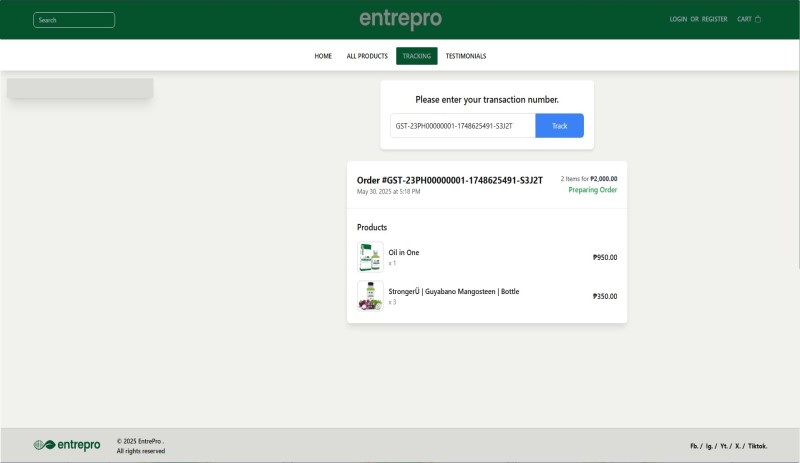 Search
entrepro
LOGIN OR REGISTER CART
HOME ALL PRODUCTS TRACKING TESTIMONIALS
Please enter your transaction number.
GST-23PH00000001-1748625491-S3J2T Track
Order #GST-23PH00000001-1748625491-S3J2T
2 Items for ₱2,000.00
May 30, 2025 at 5:18 PM
Preparing Order
Products
Oil in One
x 1
₱950.00
StrongerÜ | Guyabano Mangosteen | Bottle
x 3
₱350.00
entrepro
© 2025 EntrePro .
All rights reserved
Fb. / Ig. / Yt. / X. / Tiktok.